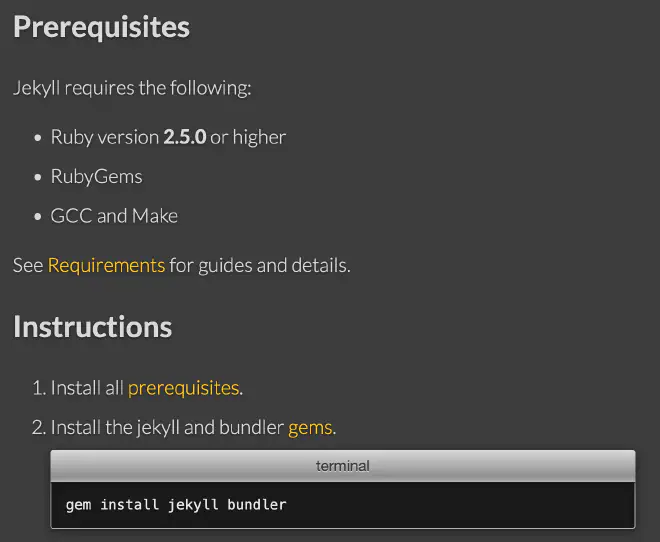 Prerequisites
Jekyll requires the following:
• Ruby version 2.5.0 or higher
• RubyGems
• GCC and Make
See Requirements for guides and details.
Instructions
1. Install all prerequisites.
2. Install the jekyll and bundler gems.
terminal
gem install jekyll bundler